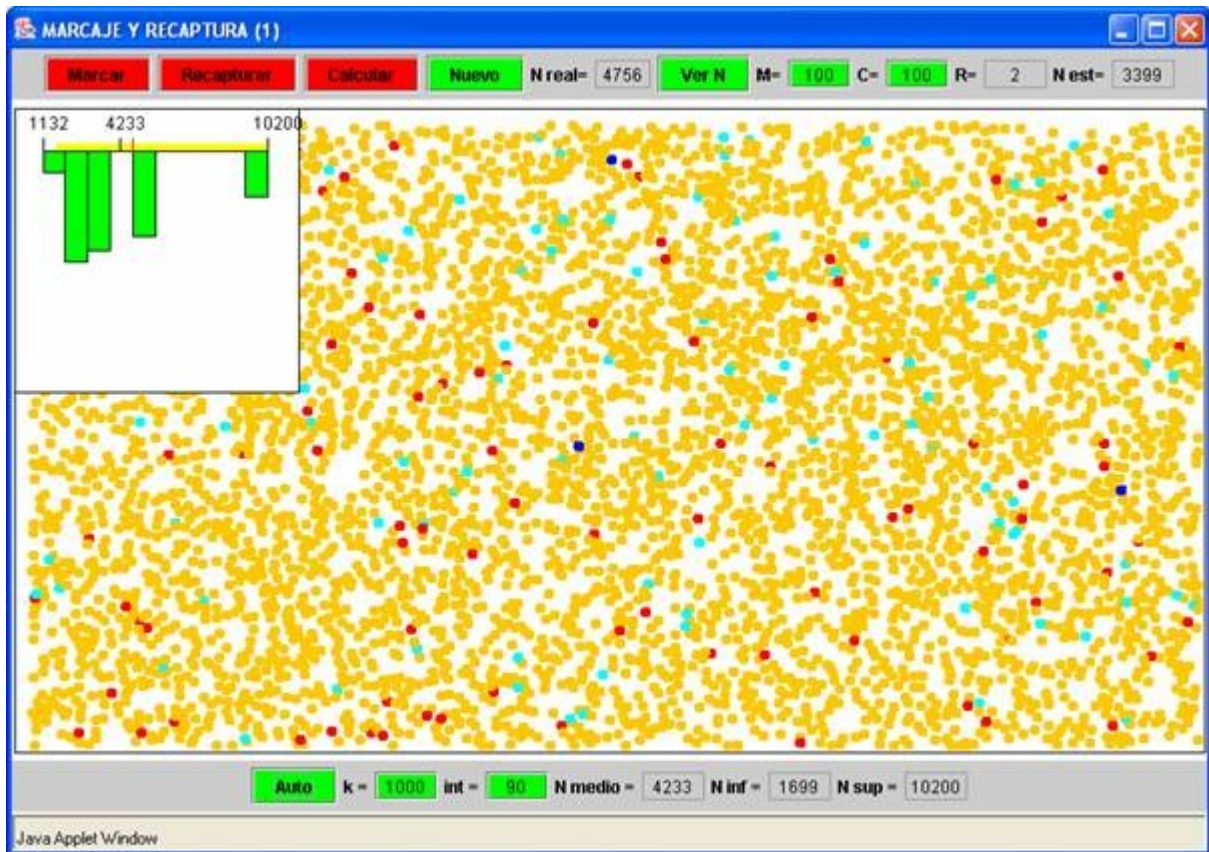 MARCAJE Y RECAPTURA (1)
Marcar Recapturar Calcular Nuevo N real= 4756 Ver N M= 100 C= 100 R= 2 N est= 3399
1132 4233 10200
Auto k = 1000 int = 90 N medio = 4233 N inf = 1699 N sup = 10200
Java Applet Window